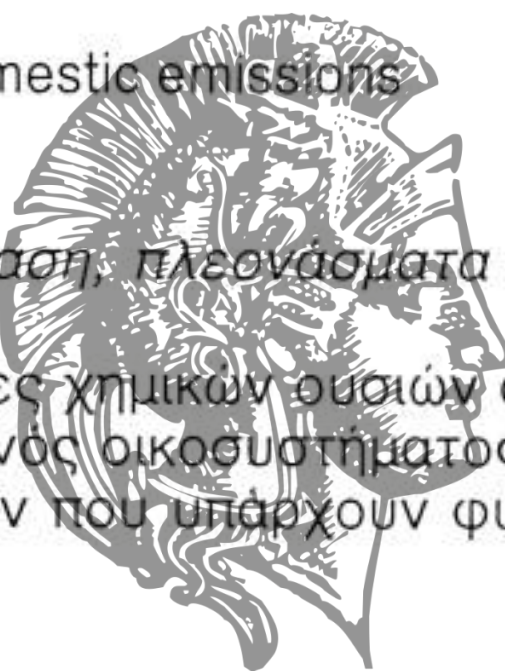 mestic emissions
αση, πλεονάσματα
ες χημικών ουσιών
νός οικοσυστήματος
ν που υπάρχουν φυ